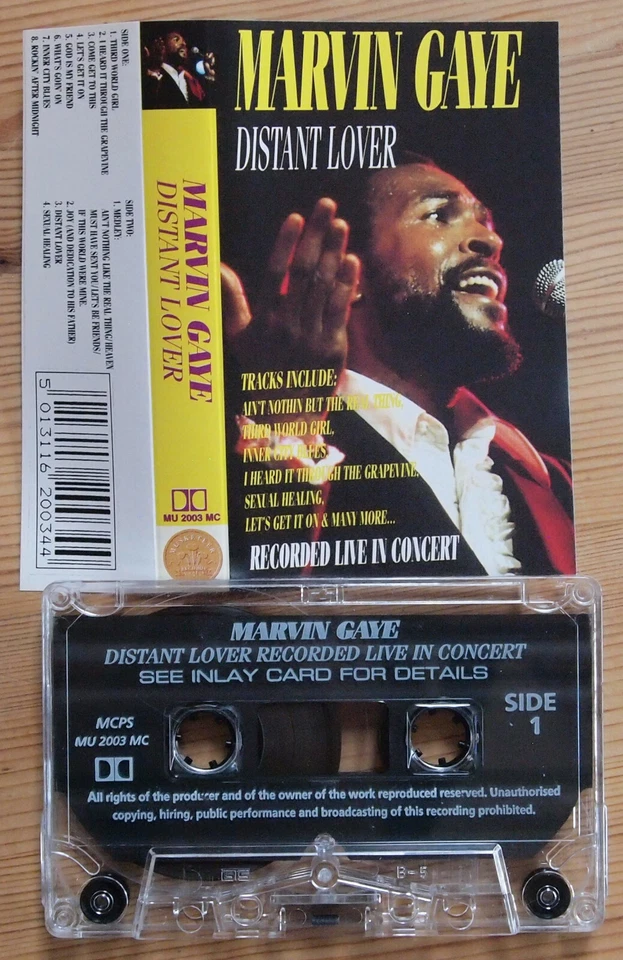 MARVIN GAYE
DISTANT LOVER
TRACKS INCLUDE:
AIN'T NOTHIN BUT THE REAL THING,
THIRD WORLD GIRL,
INNER CITY BLUES,
I HEARD IT THROUGH THE GRAPEVINE,
SEXUAL HEALING,
LET'S GET IT ON & MANY MORE...
RECORDED LIVE IN CONCERT
MARVIN GAYE
DISTANT LOVER
MU 2003 MC
SIDE ONE:
1. THIRD WORLD GIRL
2. I HEARD IT THROUGH THE GRAPEVINE
3. COME GET TO THIS
4. LET'S GET IT ON
5. GOD IS MY FRIEND
6. WHAT'S GOIN' ON
7. INNER CITY BLUES
8. ROCKIN' AFTER MIDNIGHT
SIDE TWO:
1. MEDLEY:
AIN'T NOTHING LIKE THE REAL THING/HEAVEN
MUST HAVE SENT YOU/LET'S BE FRIENDS/
IF THIS WORLD WERE MINE
2. JOY (AND DEDICATION TO HIS FATHER)
3. DISTANT LOVER
4. SEXUAL HEALING
5 013116 200344
MARVIN GAYE
DISTANT LOVER RECORDED LIVE IN CONCERT
SEE INLAY CARD FOR DETAILS
SIDE
1
MCPS
MU 2003 MC
All rights of the producer and of the owner of the work reproduced reserved. Unauthorised
copying, hiring, public performance and broadcasting of this recording prohibited.
B-5